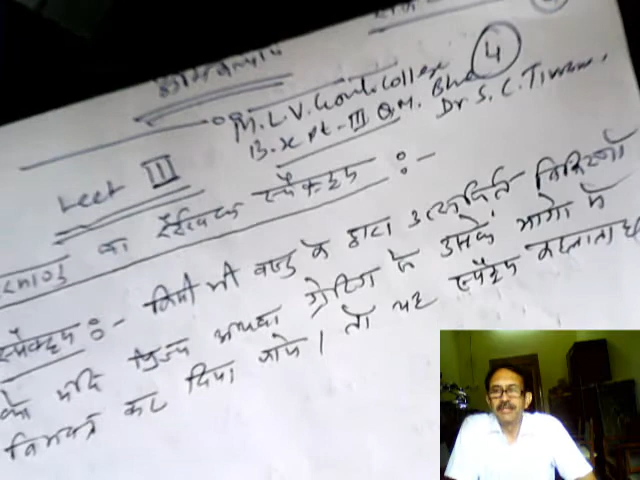 4
M.L.V. Govt. College
B.Sc Pt-III Q.M.
Dr S. C. Tiwari
Lect III
का रैखिक स्पैक्ट्रम :-
स्पैक्ट्रम :- किसी भी वस्तु के द्वारा उत्सर्जित विकिरणों
को यदि प्रिज्म अथवा ग्रेटिंग से उसके भागों में
विभक्त कर दिया जाये। तो यह स्पैक्ट्रम कहलाता है